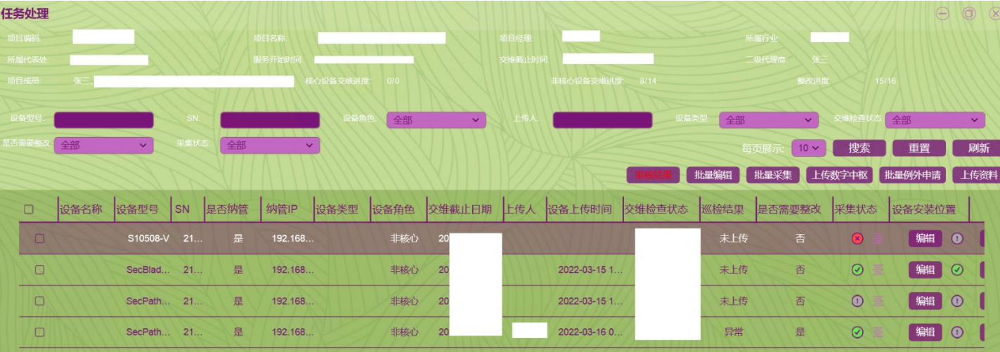 任务处理
项目编码: 项目名称: 项目经理: 所属行业:
所属代表处: 服务开始时间: 交维截止时间: 二级代理商: 张三
项目成员: 张三、 核心设备交维进度: 0/0 非核心设备交维进度: 8/14 整改进度: 15/16
设备型号: SN: 设备角色: 全部 上传人: 设备类型: 全部 交维检查状态: 全部
是否需要整改: 全部 采集状态: 全部
每页展示: 10 搜索 重置 刷新
审核结果 批量编辑 批量采集 上传数字中枢 批量例外申请 上传资料
设备名称 设备型号 SN 是否纳管 纳管IP 设备类型 设备角色 交维截止日期 上传人 设备上传时间 交维检查状态 巡检结果 是否需要整改 采集状态 设备安装位置
S10508-V 21... 是 192.168... 非核心 20 未上传 否 编辑
SecBlad... 21... 是 192.168... 非核心 20 2022-03-15 1... 未上传 否 编辑
SecPath... 21... 是 192.168... 非核心 20 2022-03-15 1... 未上传 否 编辑
SecPath... 21... 是 192.168... 非核心 20 2022-03-16 0... 异常 是 编辑